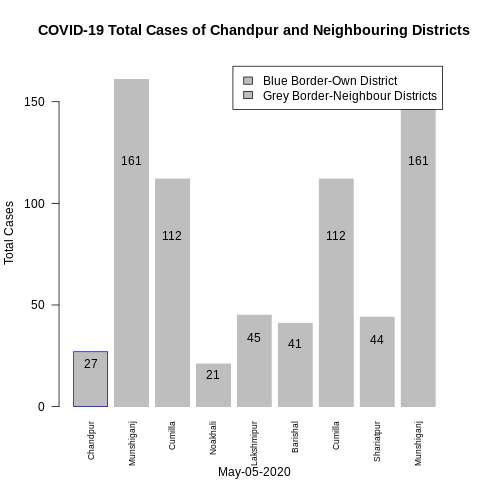 COVID-19 Total Cases of Chandpur and Neighbouring Districts
Blue Border-Own District
Grey Border-Neighbour Districts
Total Cases
150
100
50
0
27
161
112
21
45
41
112
44
161
Chandpur
Munshiganj
Cumilla
Noakhali
Lakshmipur
Barishal
Cumilla
Shariatpur
Munshiganj
May-05-2020